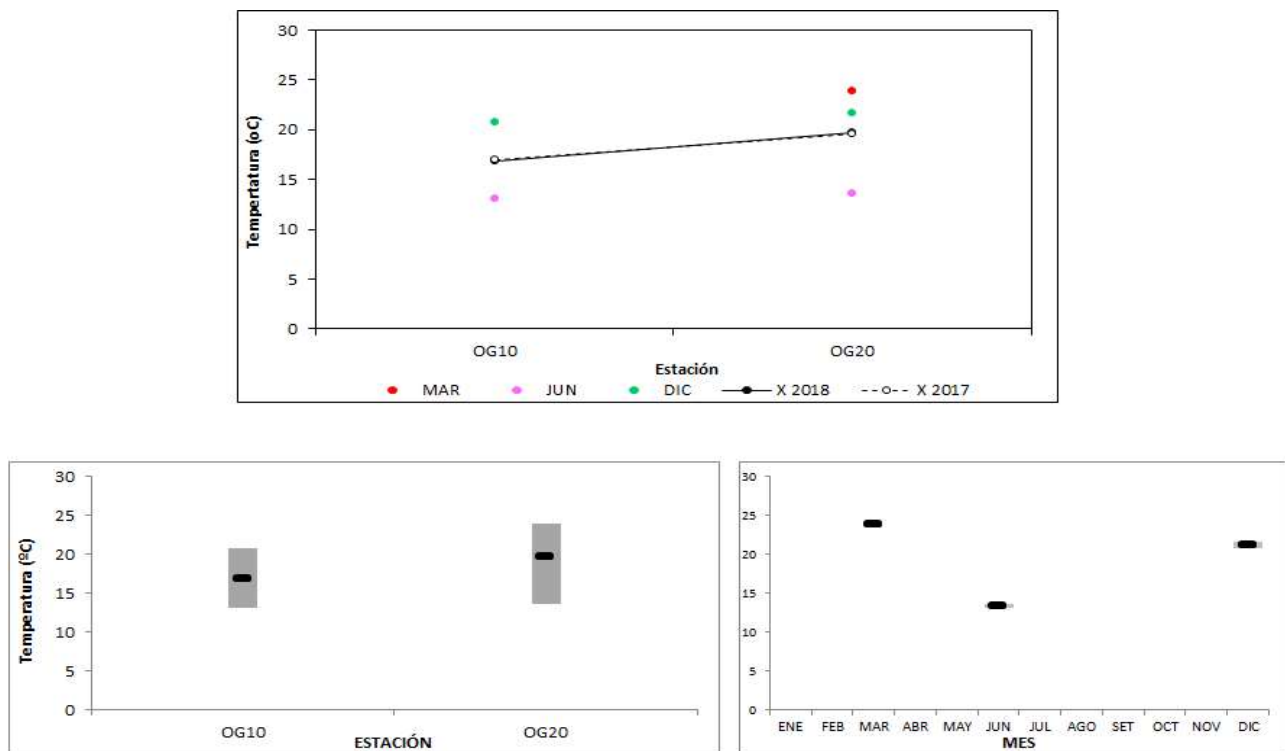 30
25
20
15
10
5
0
Tempertatura (oC)
OG10 OG20
Estación
MAR JUN DIC X 2018 X 2017
30
25
20
15
10
5
0
Temperatura (ºC)
OG10 OG20
ESTACIÓN
30
25
20
15
10
5
0
ENE FEB MAR ABR MAY JUN JUL AGO SET OCT NOV DIC
MES